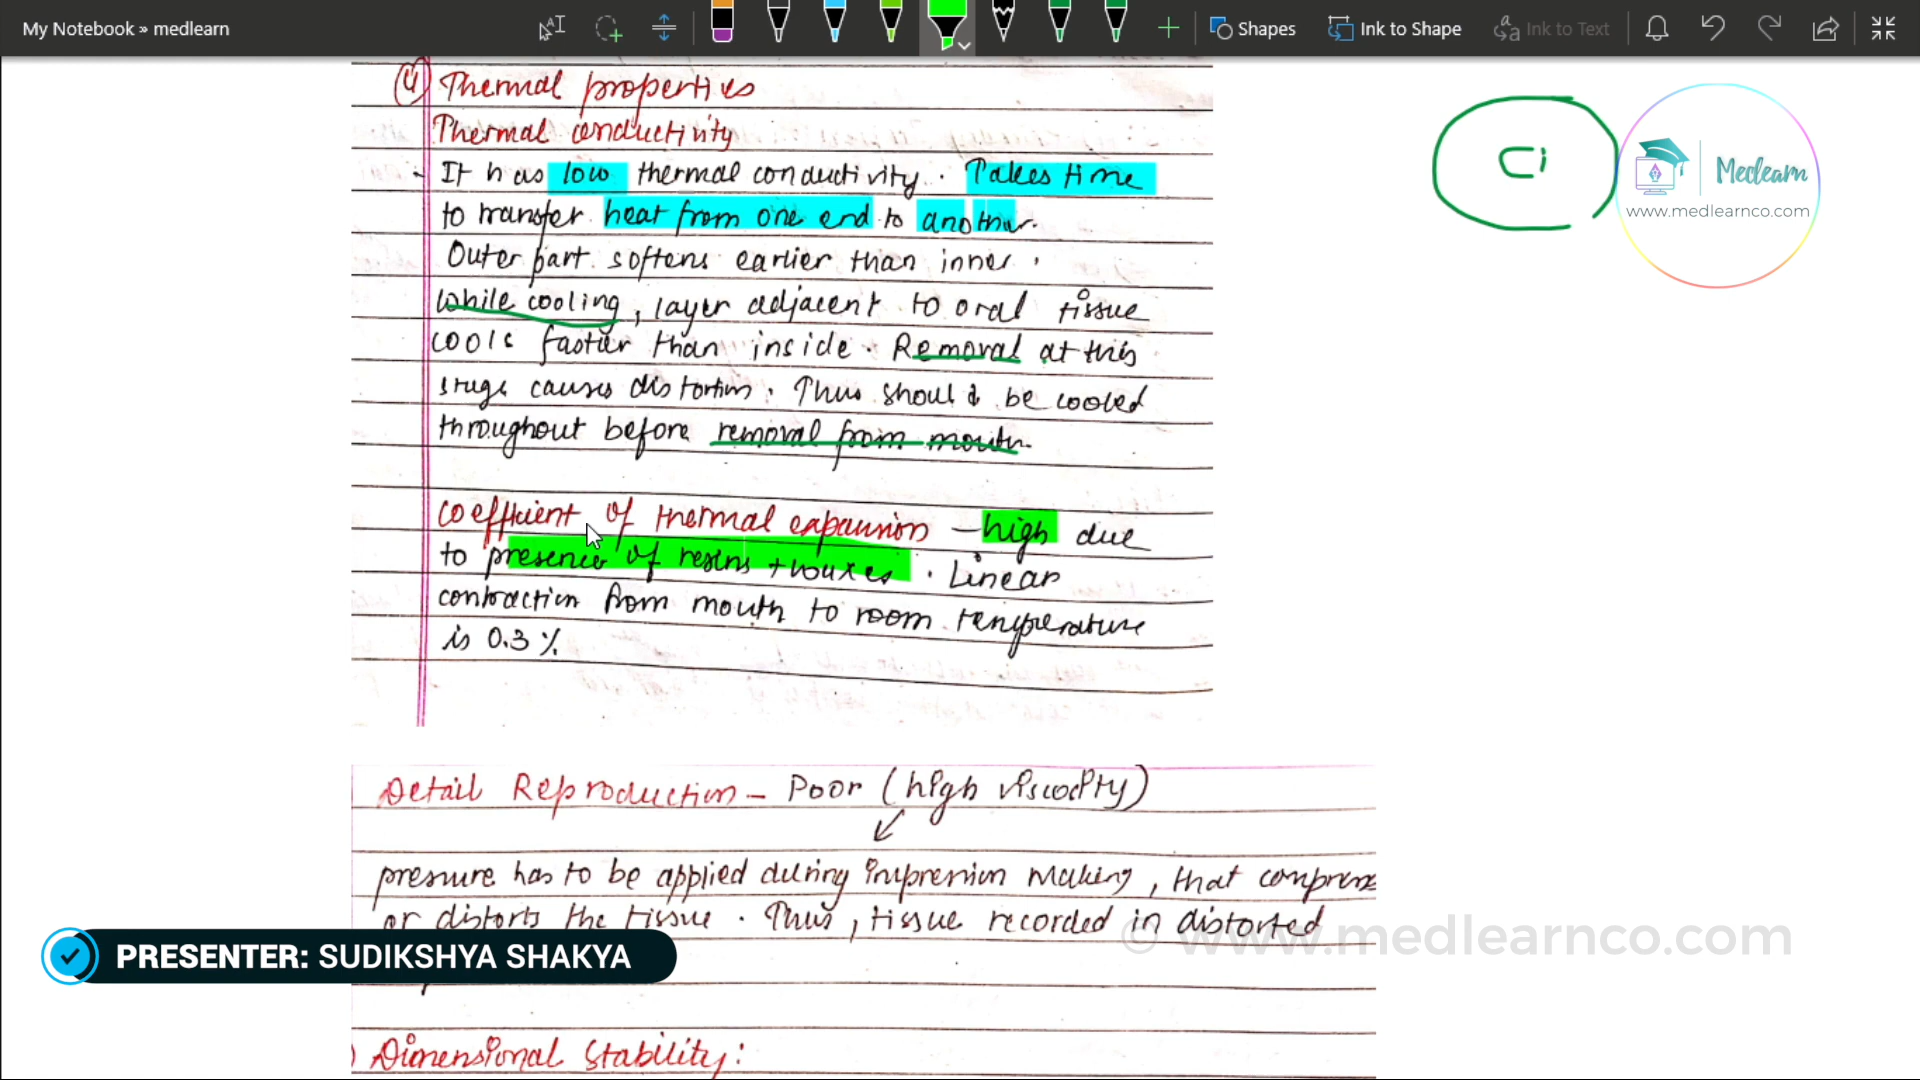 My Notebook » medlearn
Shapes
Ink to Shape
Ink to Text
④ Thermal properties
Thermal conductivity
- It has low thermal conductivity. Takes time
to transfer heat from one end to another.
Outer part softens earlier than inner.
While cooling, layer adjacent to oral tissue
cools faster than inside. Removal at this
stage causes distortion. Thus should be cooled
throughout before removal from mouth.
coefficient of thermal expansion – high due
to presence of resins + waxes. Linear
contraction from mouth to room temperature
is 0.3 %
Detail Reproduction – Poor (high viscocity)
pressure has to be applied during impression making, that compress
or distorts the tissue. Thus, tissue recorded in distorted
) Dimensional stability:
Medlearn
www.medlearnco.com
© www.medlearnco.com
PRESENTER: SUDIKSHYA SHAKYA